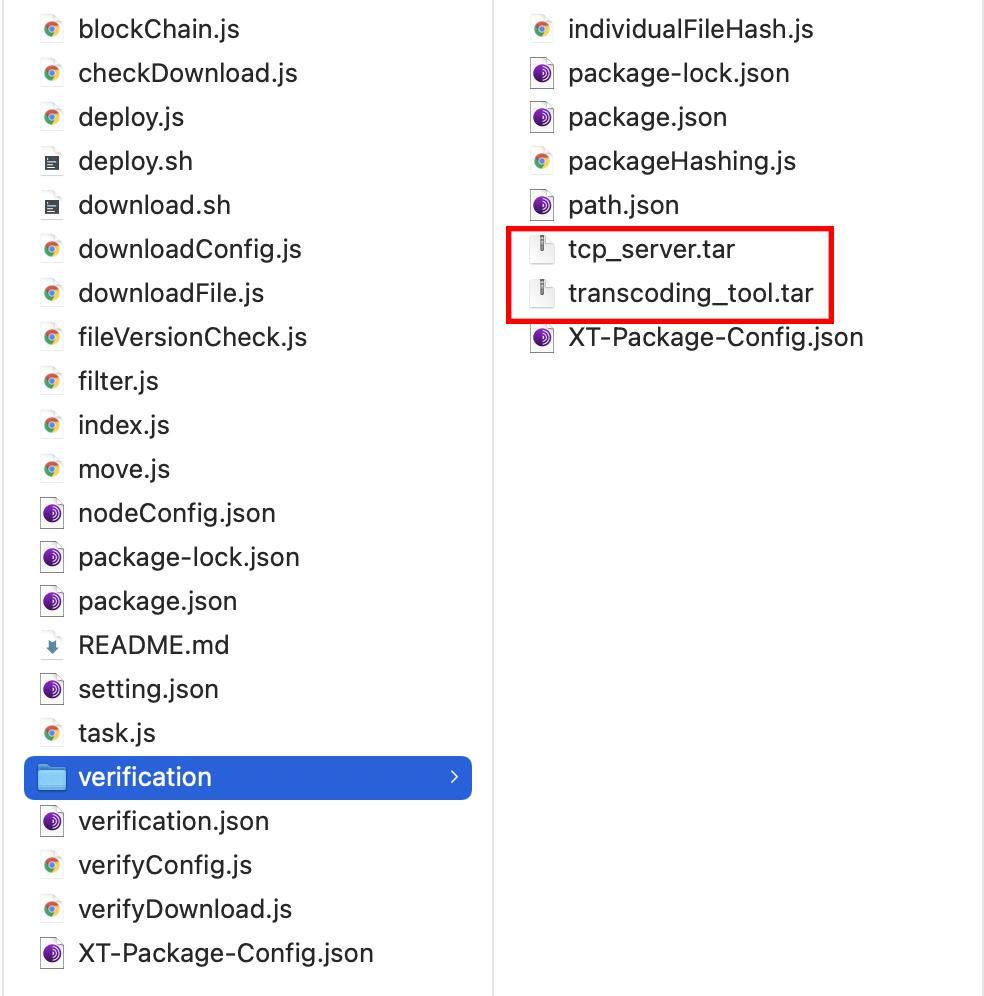 blockChain.js
checkDownload.js
deploy.js
deploy.sh
download.sh
downloadConfig.js
downloadFile.js
fileVersionCheck.js
filter.js
index.js
move.js
nodeConfig.json
package-lock.json
package.json
README.md
setting.json
task.js
verification
verification.json
verifyConfig.js
verifyDownload.js
XT-Package-Config.json
individualFileHash.js
package-lock.json
package.json
packageHashing.js
path.json
tcp_server.tar
transcoding_tool.tar
XT-Package-Config.json